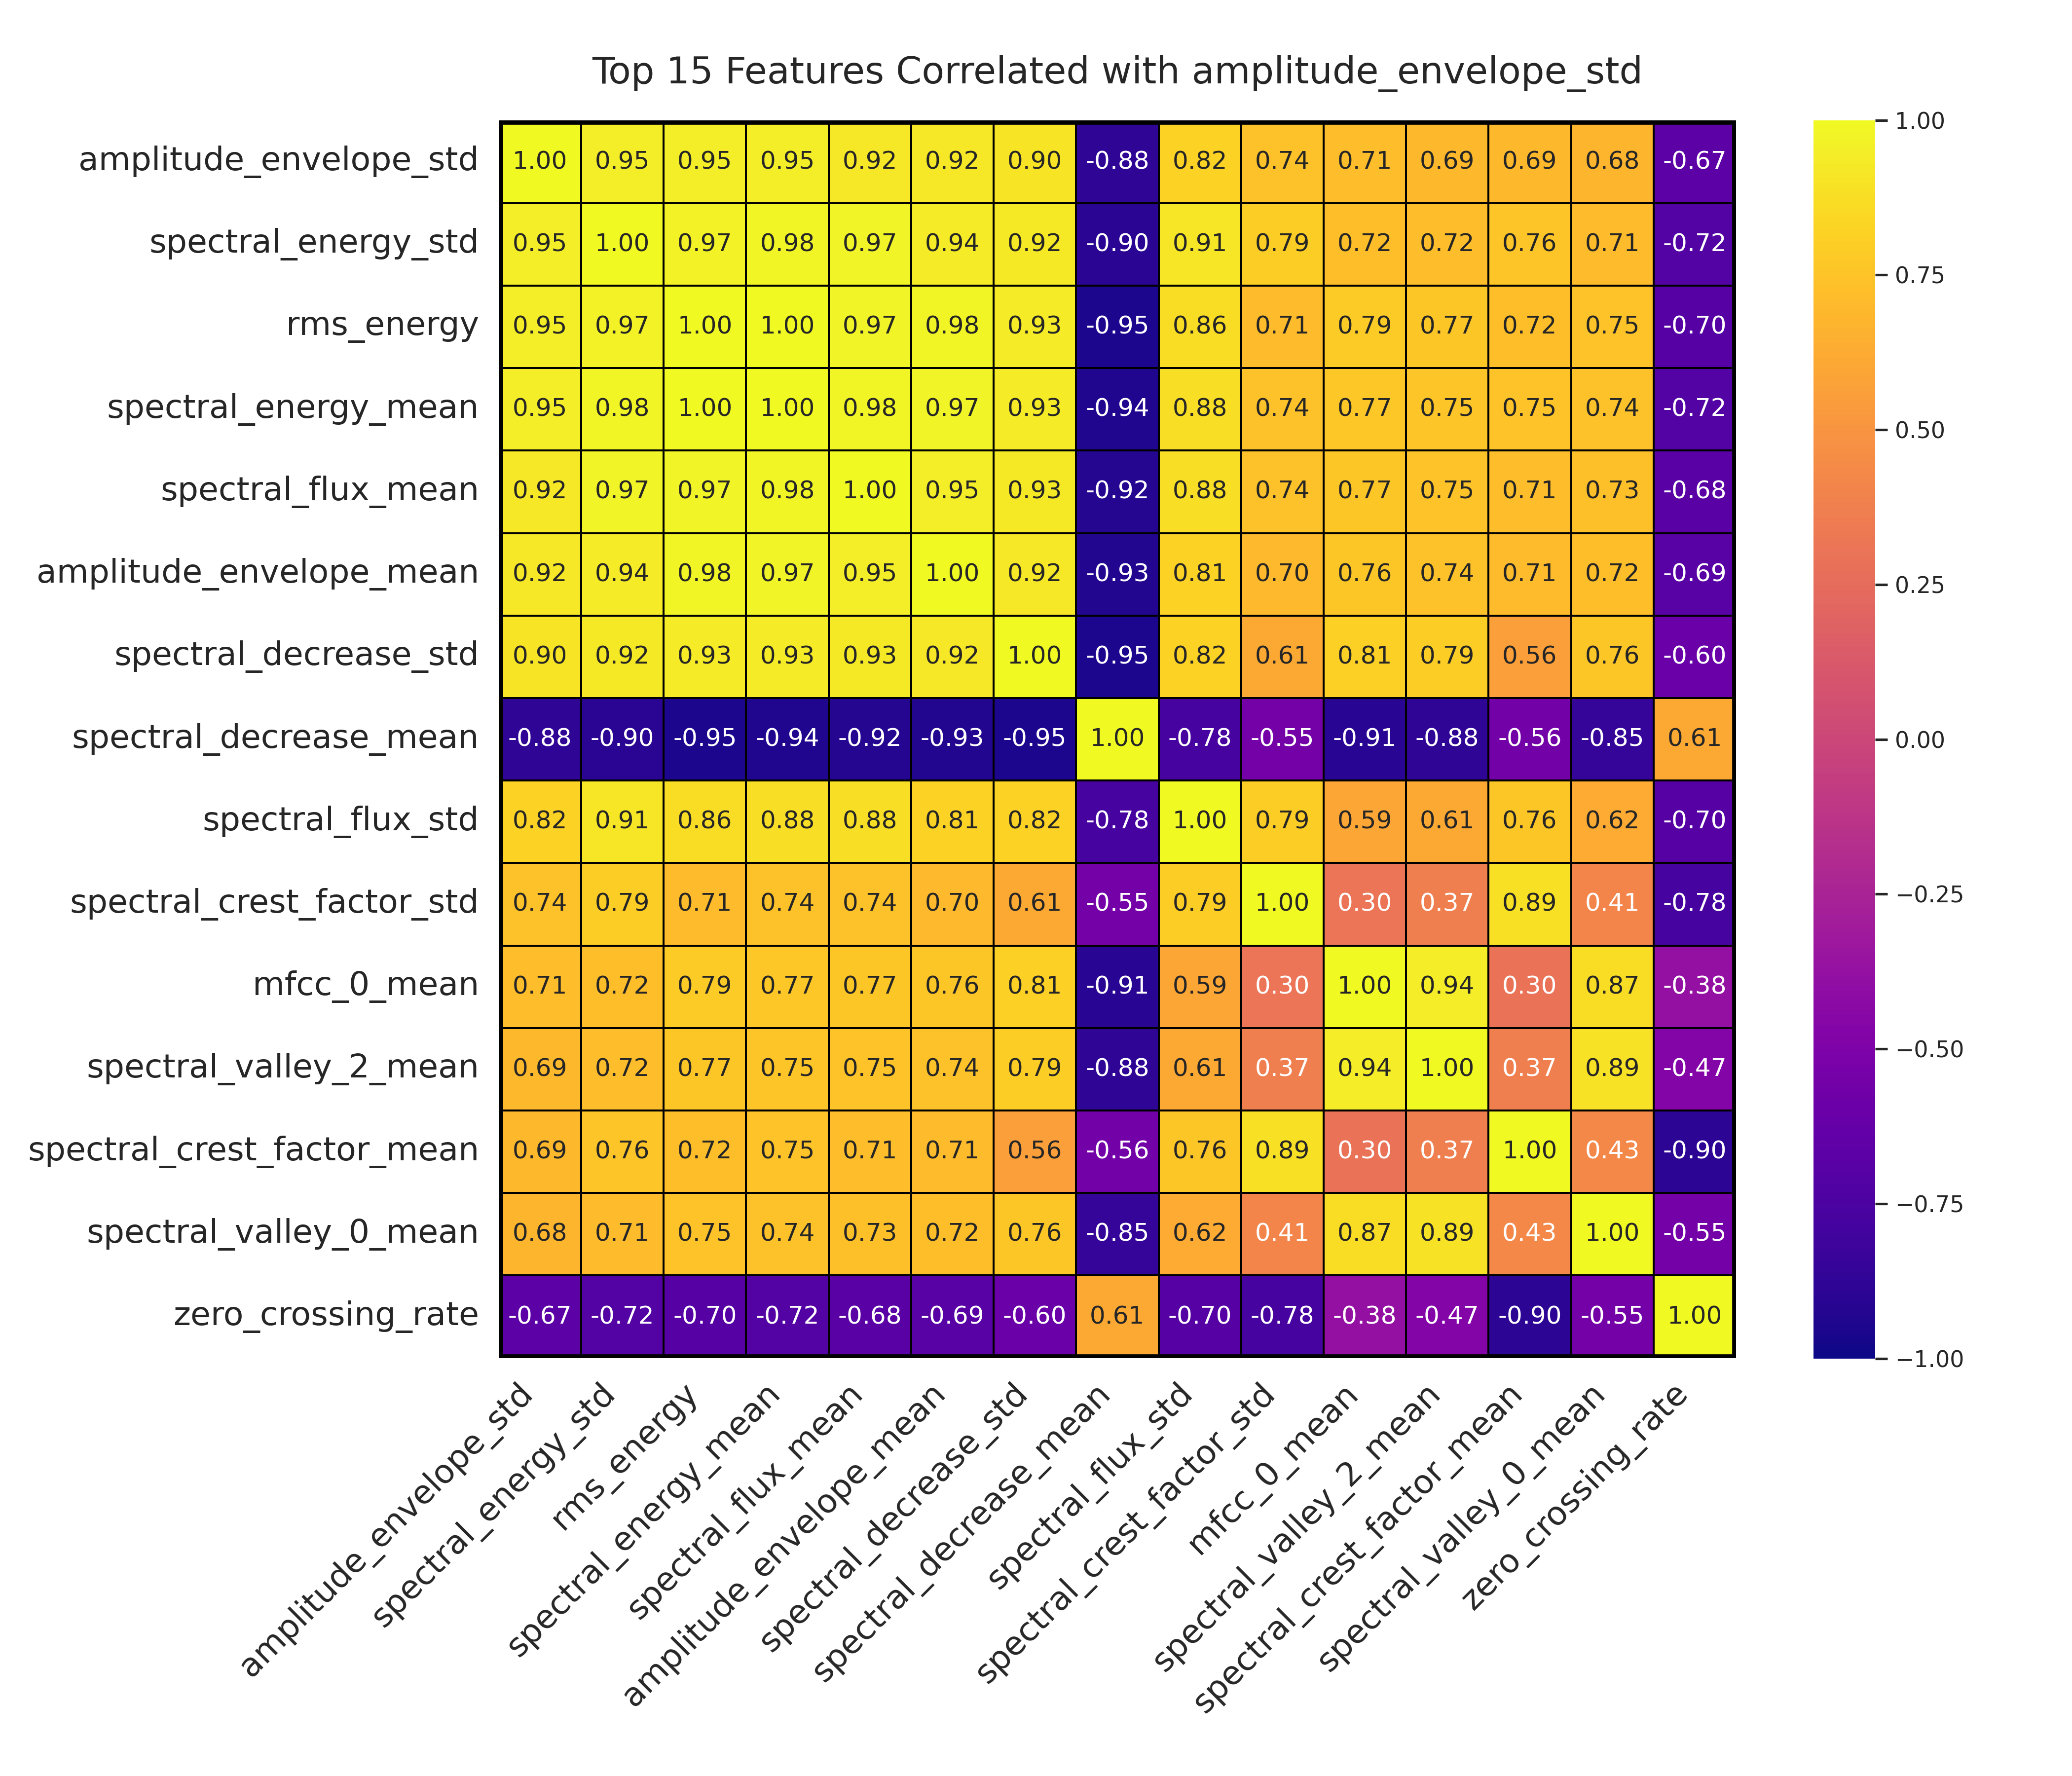 Top 15 Features Correlated with amplitude_envelope_std
amplitude_envelope_std 1.00 0.95 0.95 0.95 0.92 0.92 0.90 -0.88 0.82 0.74 0.71 0.69 0.69 0.68 -0.67
spectral_energy_std 0.95 1.00 0.97 0.98 0.97 0.94 0.92 -0.90 0.91 0.79 0.72 0.72 0.76 0.71 -0.72
rms_energy 0.95 0.97 1.00 1.00 0.97 0.98 0.93 -0.95 0.86 0.71 0.79 0.77 0.72 0.75 -0.70
spectral_energy_mean 0.95 0.98 1.00 1.00 0.98 0.97 0.93 -0.94 0.88 0.74 0.77 0.75 0.75 0.74 -0.72
spectral_flux_mean 0.92 0.97 0.97 0.98 1.00 0.95 0.93 -0.92 0.88 0.74 0.77 0.75 0.71 0.73 -0.68
amplitude_envelope_mean 0.92 0.94 0.98 0.97 0.95 1.00 0.92 -0.93 0.81 0.70 0.76 0.74 0.71 0.72 -0.69
spectral_decrease_std 0.90 0.92 0.93 0.93 0.93 0.92 1.00 -0.95 0.82 0.61 0.81 0.79 0.56 0.76 -0.60
spectral_decrease_mean -0.88 -0.90 -0.95 -0.94 -0.92 -0.93 -0.95 1.00 -0.78 -0.55 -0.91 -0.88 -0.56 -0.85 0.61
spectral_flux_std 0.82 0.91 0.86 0.88 0.88 0.81 0.82 -0.78 1.00 0.79 0.59 0.61 0.76 0.62 -0.70
spectral_crest_factor_std 0.74 0.79 0.71 0.74 0.74 0.70 0.61 -0.55 0.79 1.00 0.30 0.37 0.89 0.41 -0.78
mfcc_0_mean 0.71 0.72 0.79 0.77 0.77 0.76 0.81 -0.91 0.59 0.30 1.00 0.94 0.30 0.87 -0.38
spectral_valley_2_mean 0.69 0.72 0.77 0.75 0.75 0.74 0.79 -0.88 0.61 0.37 0.94 1.00 0.37 0.89 -0.47
spectral_crest_factor_mean 0.69 0.76 0.72 0.75 0.71 0.71 0.56 -0.56 0.76 0.89 0.30 0.37 1.00 0.43 -0.90
spectral_valley_0_mean 0.68 0.71 0.75 0.74 0.73 0.72 0.76 -0.85 0.62 0.41 0.87 0.89 0.43 1.00 -0.55
zero_crossing_rate -0.67 -0.72 -0.70 -0.72 -0.68 -0.69 -0.60 0.61 -0.70 -0.78 -0.38 -0.47 -0.90 -0.55 1.00
amplitude_envelope_std
spectral_energy_std
rms_energy
spectral_energy_mean
spectral_flux_mean
amplitude_envelope_mean
spectral_decrease_std
spectral_decrease_mean
spectral_flux_std
spectral_crest_factor_std
mfcc_0_mean
spectral_valley_2_mean
spectral_crest_factor_mean
spectral_valley_0_mean
zero_crossing_rate
1.00
0.75
0.50
0.25
0.00
−0.25
−0.50
−0.75
−1.00